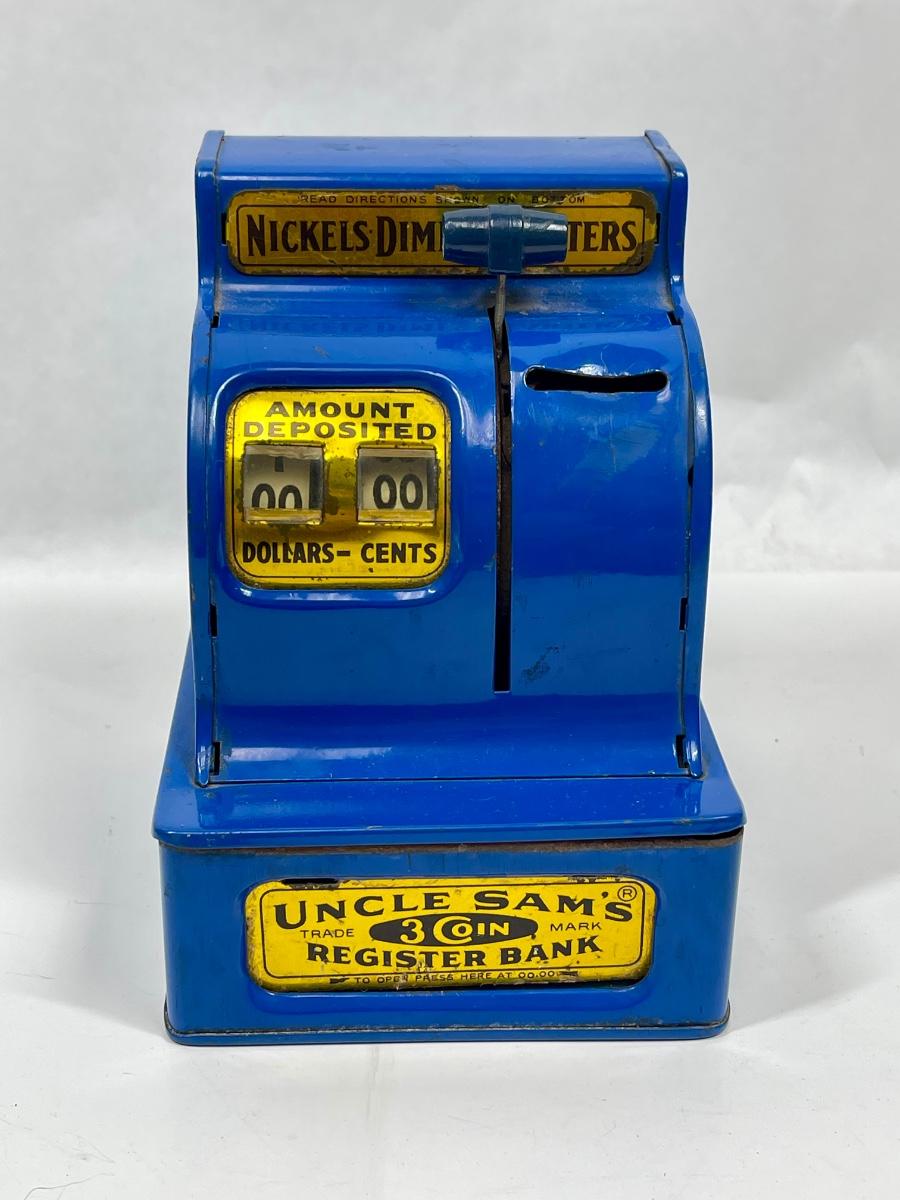 READ DIRECTIONS SHOWN ON BOTTOM
NICKELS·DIM TERS
AMOUNT
DEPOSITED
00 00
DOLLARS- CENTS
UNCLE SAM'S®
TRADE 3 COIN MARK
REGISTER BANK
TO OPEN PRESS HERE AT 00.00